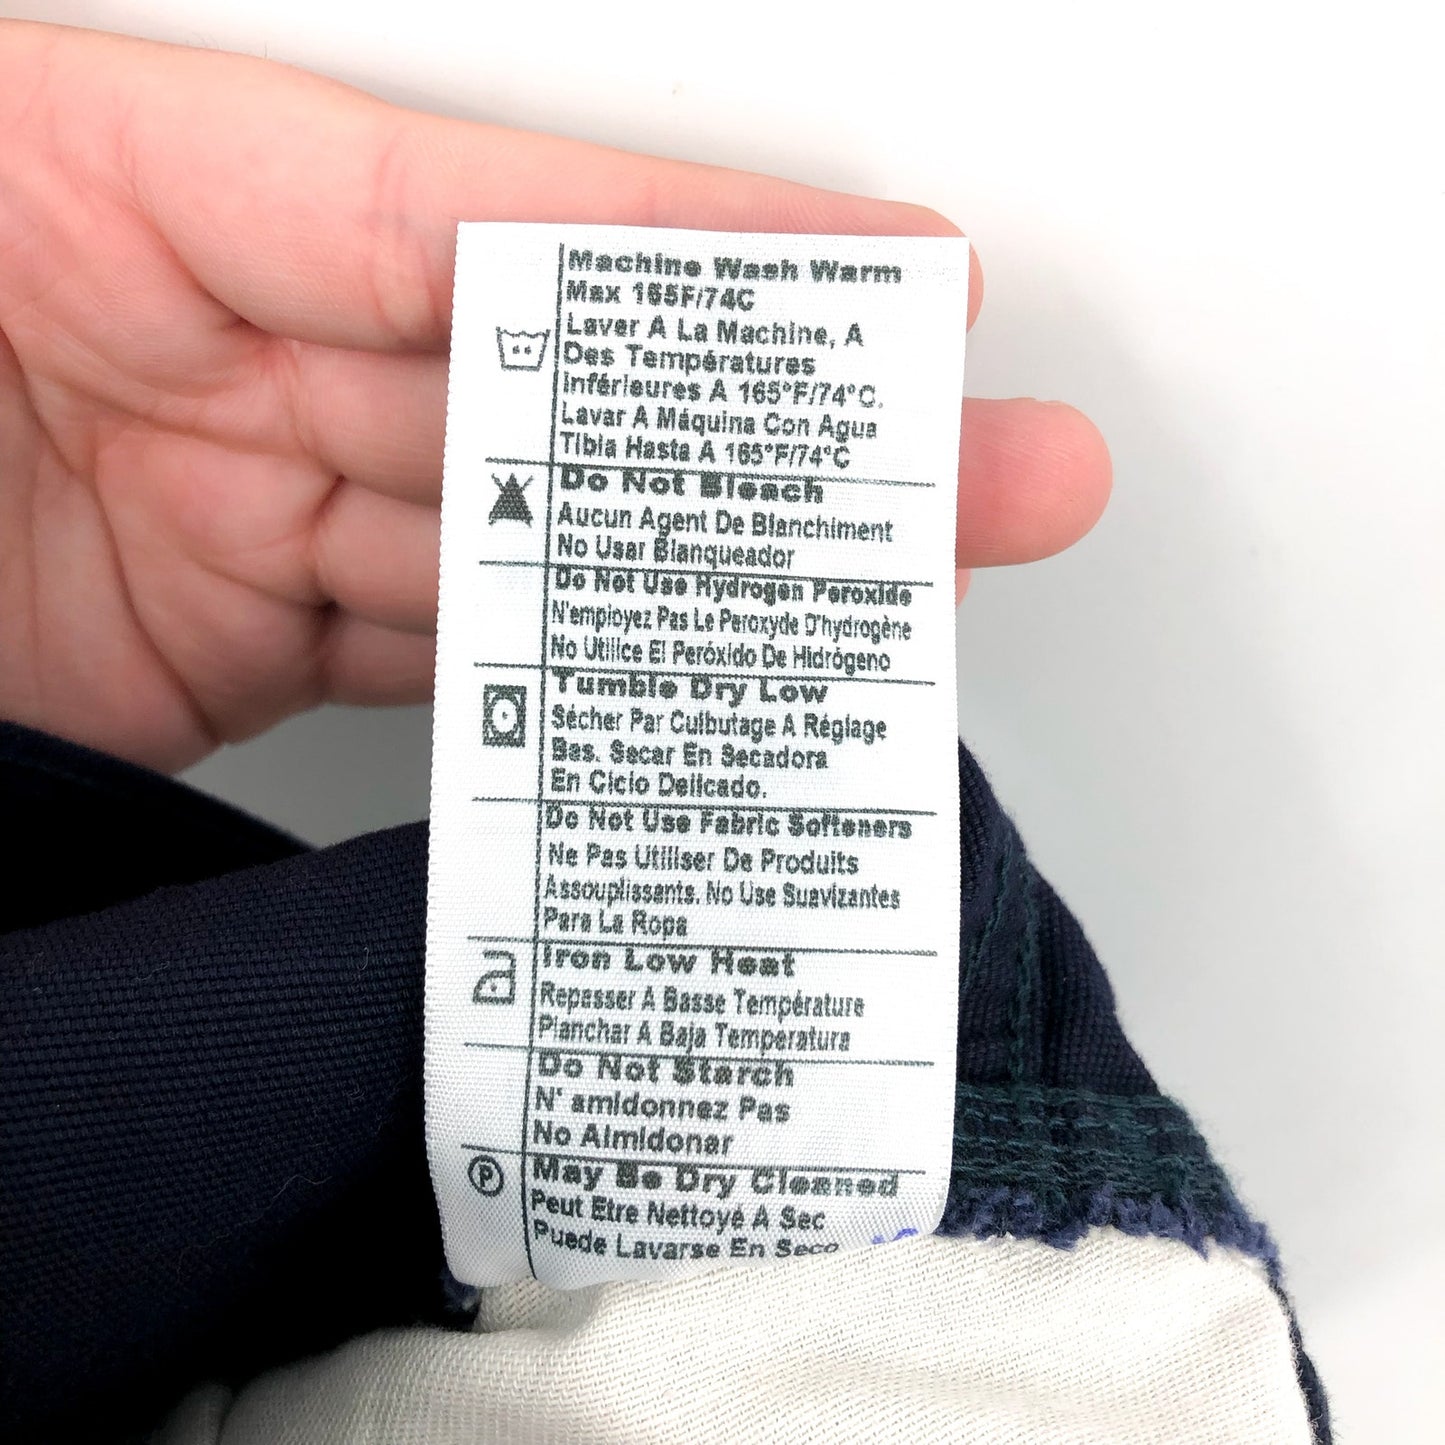 Machine Wash Warm
Max 165F/74C
Laver A La Machine, A
Des Températures
Inférieures A 165°F/74°C.
Lavar A Máquina Con Agua
Tibia Hasta A 165°F/74°C
Do Not Bleach
Aucun Agent De Blanchiment
No Usar Blanqueador
Do Not Use Hydrogen Peroxide
N'employez Pas Le Peroxyde D'hydrogène
No Utilice El Peróxido De Hidrógeno
Tumble Dry Low
Sécher Par Culbutage A Réglage
Bas. Secar En Secadora
En Ciclo Delicado.
Do Not Use Fabric Softeners
Ne Pas Utiliser De Produits
Assouplissants. No Use Suavizantes
Para La Ropa
Iron Low Heat
Repasser A Basse Température
Planchar A Baja Temperatura
Do Not Starch
N' amidonnez Pas
No Almidonar
P
May Be Dry Cleaned
Peut Etre Nettoyé A Sec
Puede Lavarse En Seco